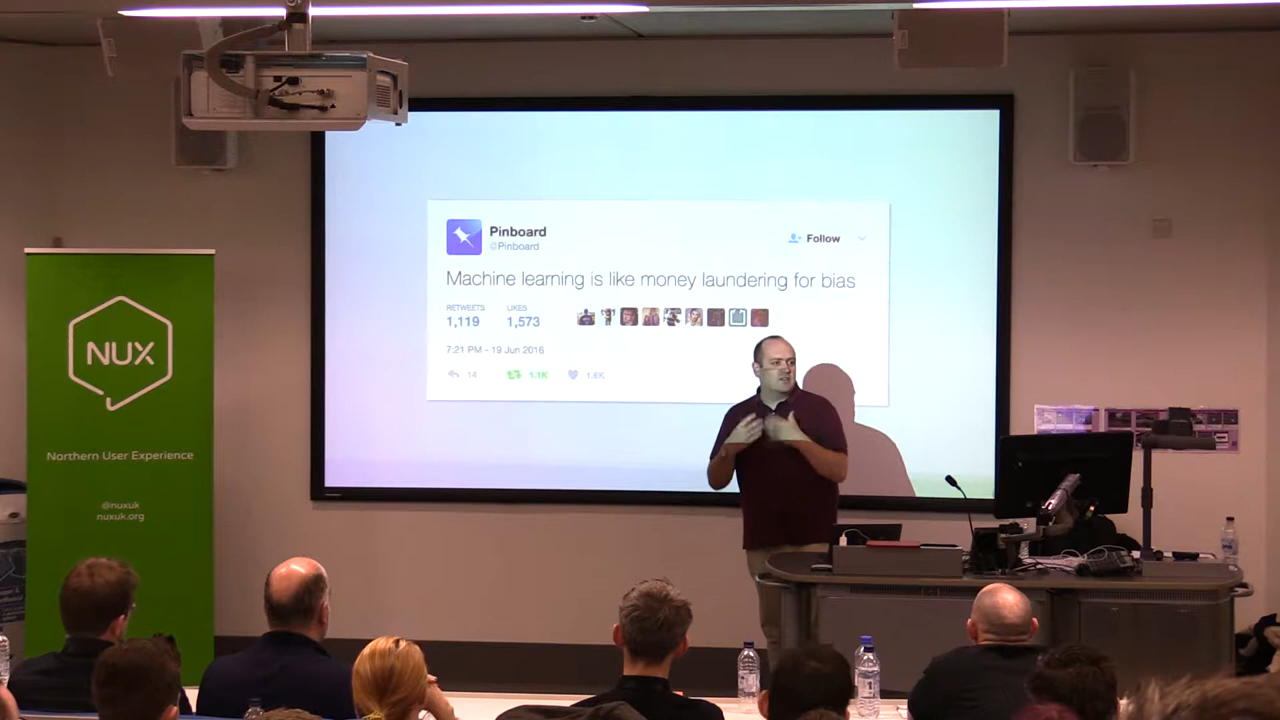 NUX
Northern User Experience
@nuxuk
nuxuk.org
Pinboard
@Pinboard
Follow
Machine learning is like money laundering for bias
RETWEETS LIKES
1,119 1,573
7:21 PM - 19 Jun 2016
14 1.1K 1.6K